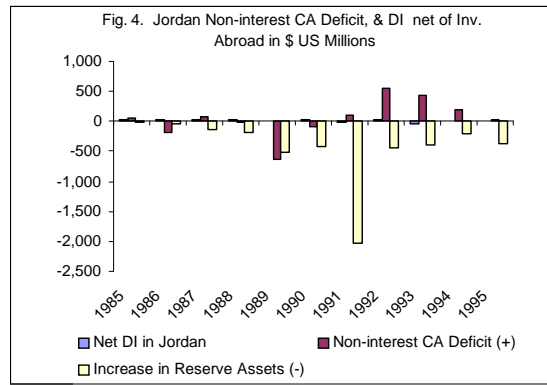 Fig. 4. Jordan Non-interest CA Deficit, & DI net of Inv.
Abroad in $ US Millions
1,000
500
0
-500
-1,000
-1,500
-2,000
-2,500
1985 1986 1987 1988 1989 1990 1991 1992 1993 1994 1995
Net DI in Jordan Non-interest CA Deficit (+)
Increase in Reserve Assets (-)